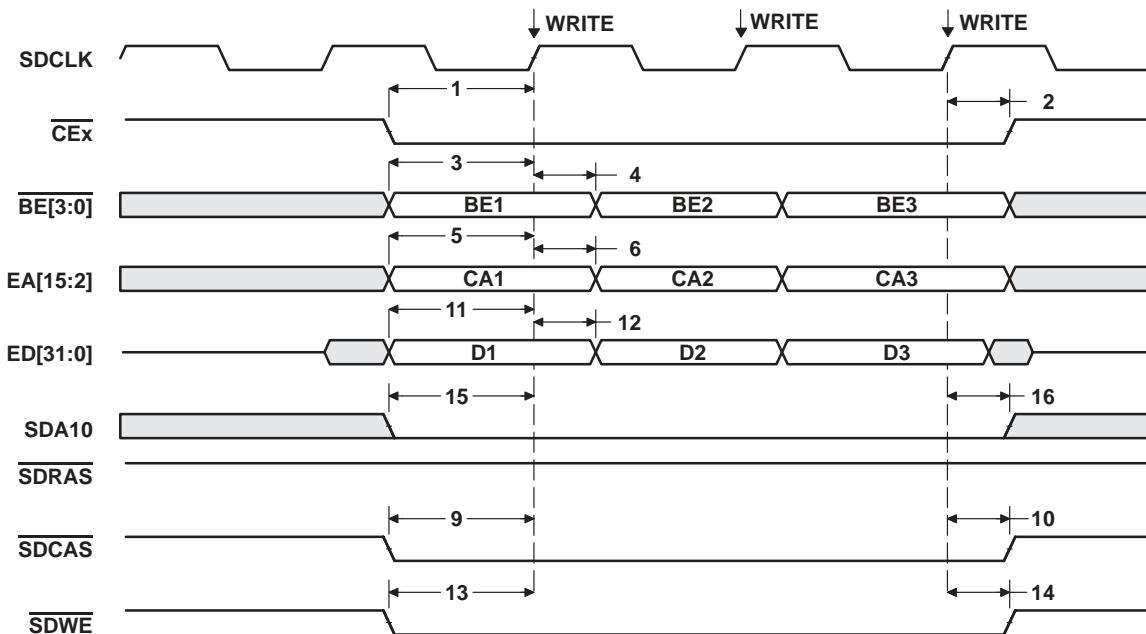 WRITE WRITE WRITE
SDCLK
1 2
CEx
3 4
BE[3:0] BE1 BE2 BE3
5 6
EA[15:2] CA1 CA2 CA3
11 12
ED[31:0] D1 D2 D3
15 16
SDA10
SDRAS
9 10
SDCAS
13 14
SDWE